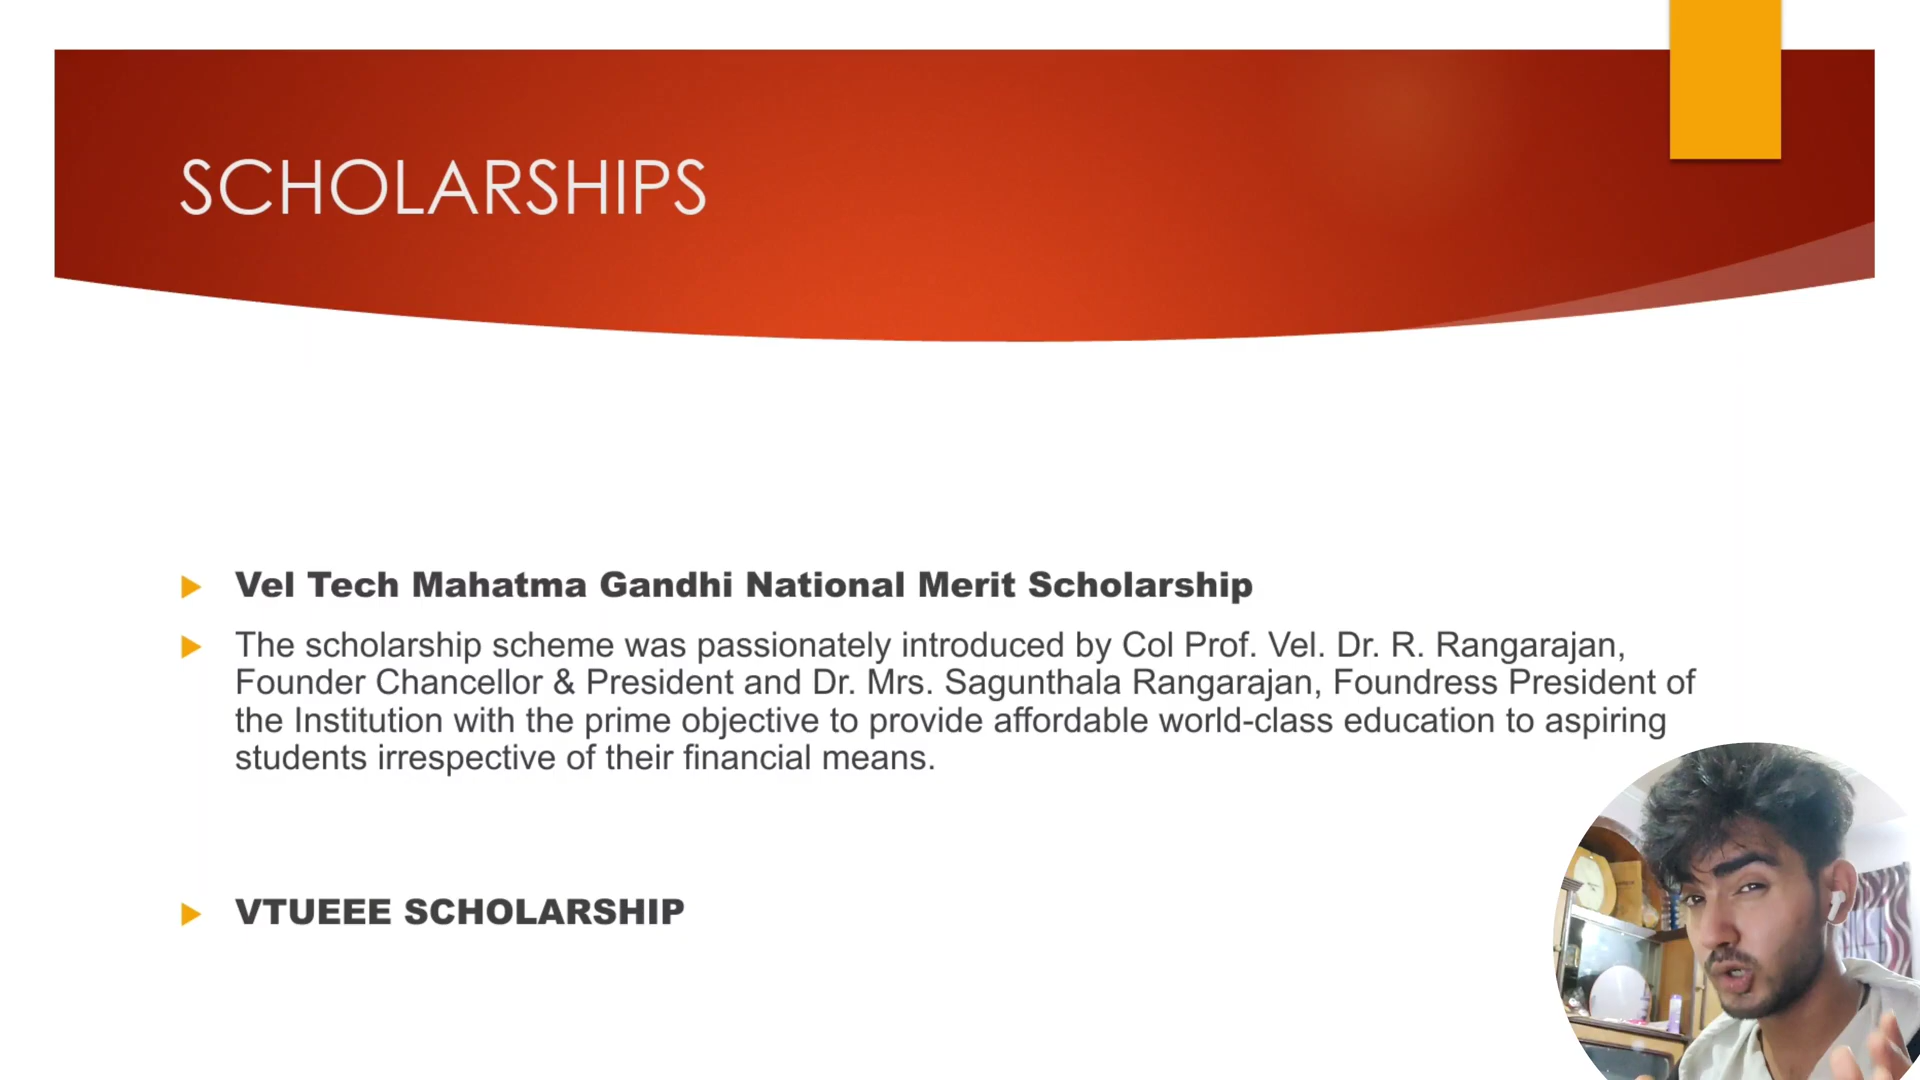 SCHOLARSHIPS
Vel Tech Mahatma Gandhi National Merit Scholarship
The scholarship scheme was passionately introduced by Col Prof. Vel. Dr. R. Rangarajan,
Founder Chancellor & President and Dr. Mrs. Sagunthala Rangarajan, Foundress President of
the Institution with the prime objective to provide affordable world-class education to aspiring
students irrespective of their financial means.
VTUEEE SCHOLARSHIP